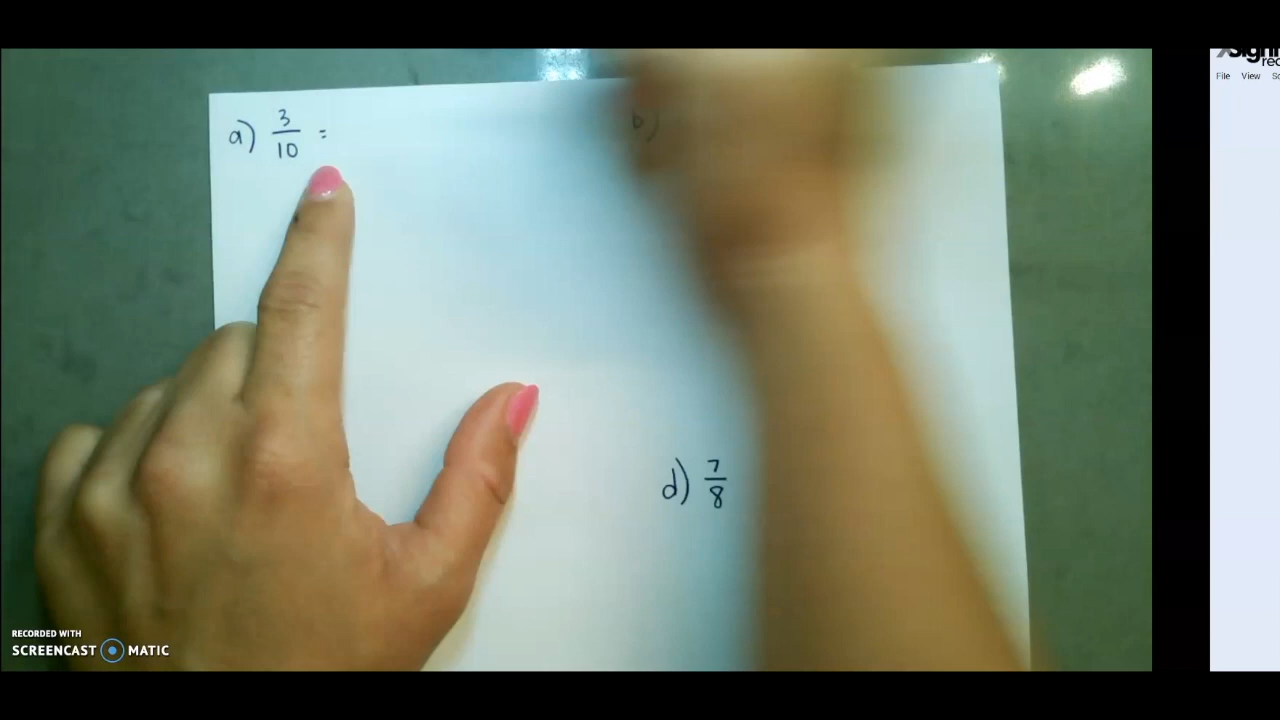 a) 3/10 =
b)
d) 7/8
File View
RECORDED WITH
SCREENCAST MATIC